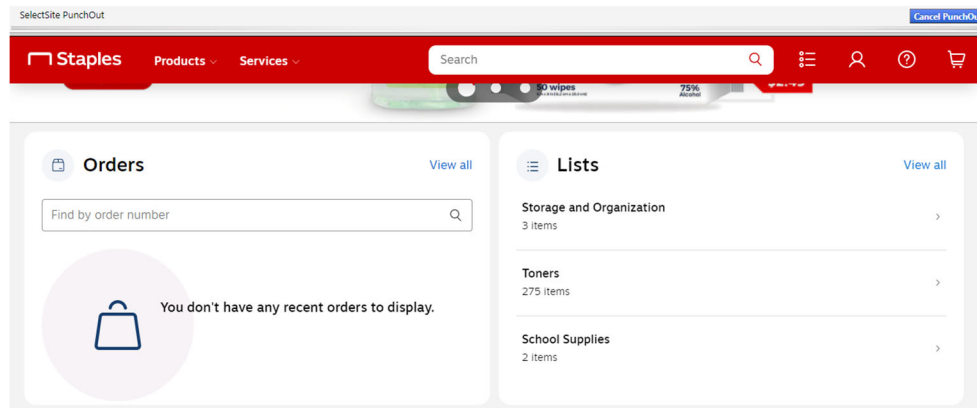 SelectSite PunchOut
Cancel PunchOu
Staples
Products
Services
Search
50 wipes
75%
Alcohol
Orders
View all
Find by order number
You don't have any recent orders to display.
Lists
View all
Storage and Organization
3 items
Toners
275 items
School Supplies
2 items